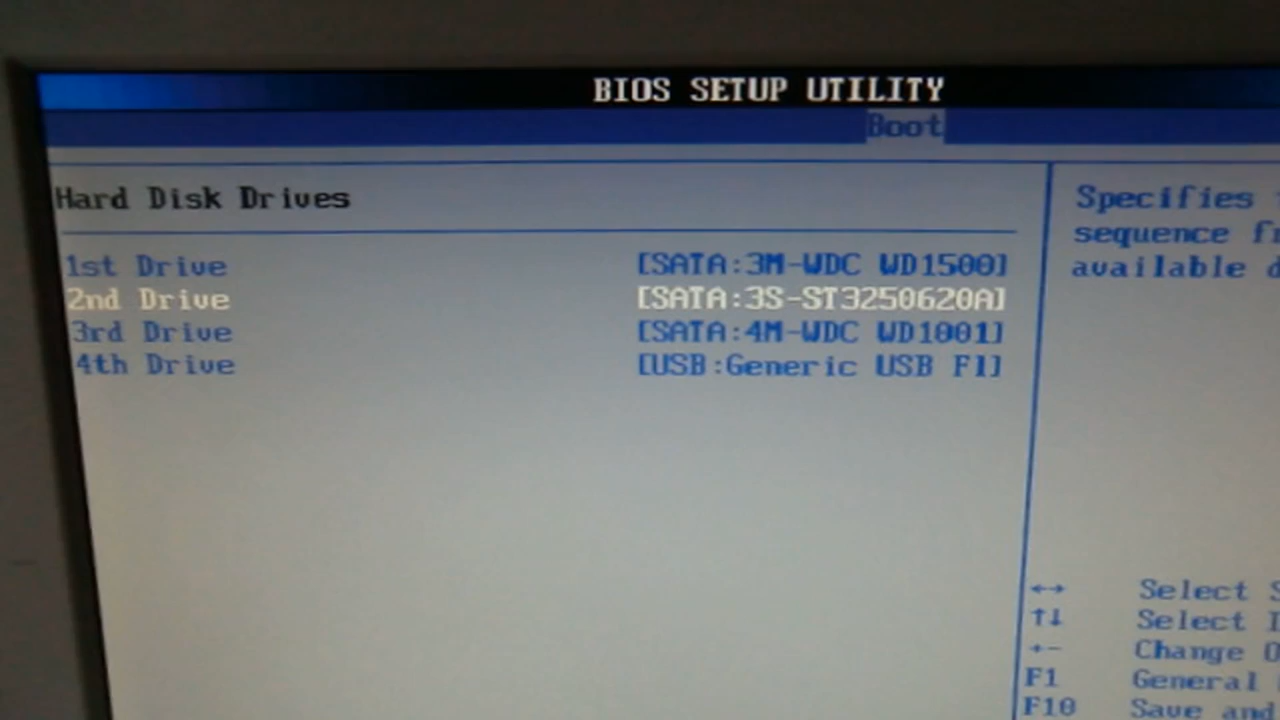 BIOS SETUP UTILITY
Boot
Hard Disk Drives
1st Drive [SATA:3M-WDC WD1500]
2nd Drive [SATA:3S-ST3250620A]
3rd Drive [SATA:4M-WDC WD1001]
4th Drive [USB:Generic USB Fl]
Specifies
sequence
available
↔ Select
↑↓ Select
+- Change
F1 General
F10 Save and